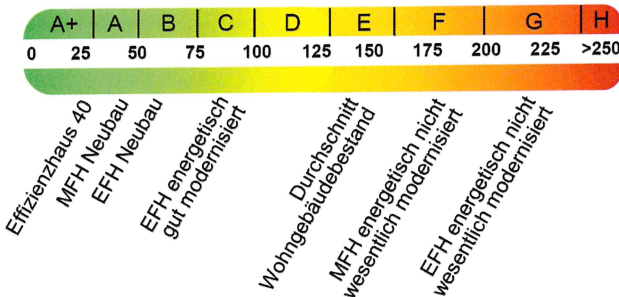 A+ A B C D E F G H
0 25 50 75 100 125 150 175 200 225 >250
Effizienzhaus 40
MFH Neubau
EFH Neubau
EFH energetisch
gut modernisiert
Durchschnitt
Wohngebäudebestand
MFH energetisch nicht
wesentlich modernisiert
EFH energetisch nicht
wesentlich modernisiert